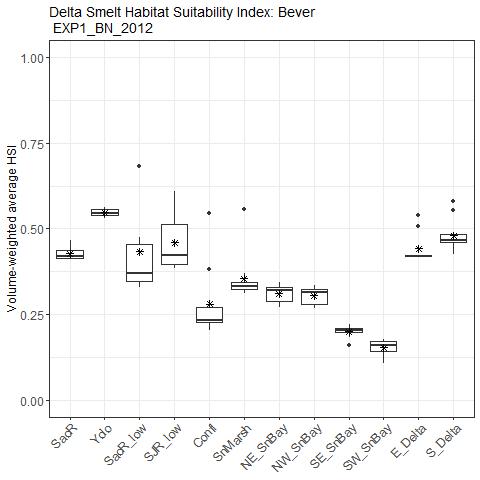 Delta Smelt Habitat Suitability Index: Bever
EXP1_BN_2012
Volume-weighted average HSI
1.00
0.75
0.50
0.25
0.00
SacR
Yolo
SacR_low
SJR_low
Confl
SnMarsh
NE_SnBay
NW_SnBay
SE_SnBay
SW_SnBay
E_Delta
S_Delta